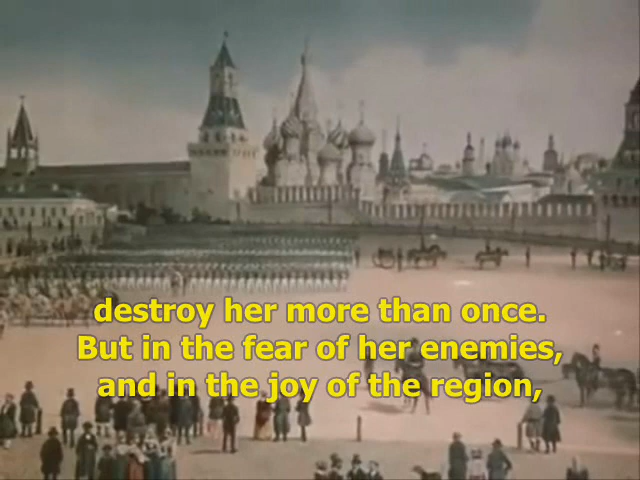 destroy her more than once.
But in the fear of her enemies,
and in the joy of the region,